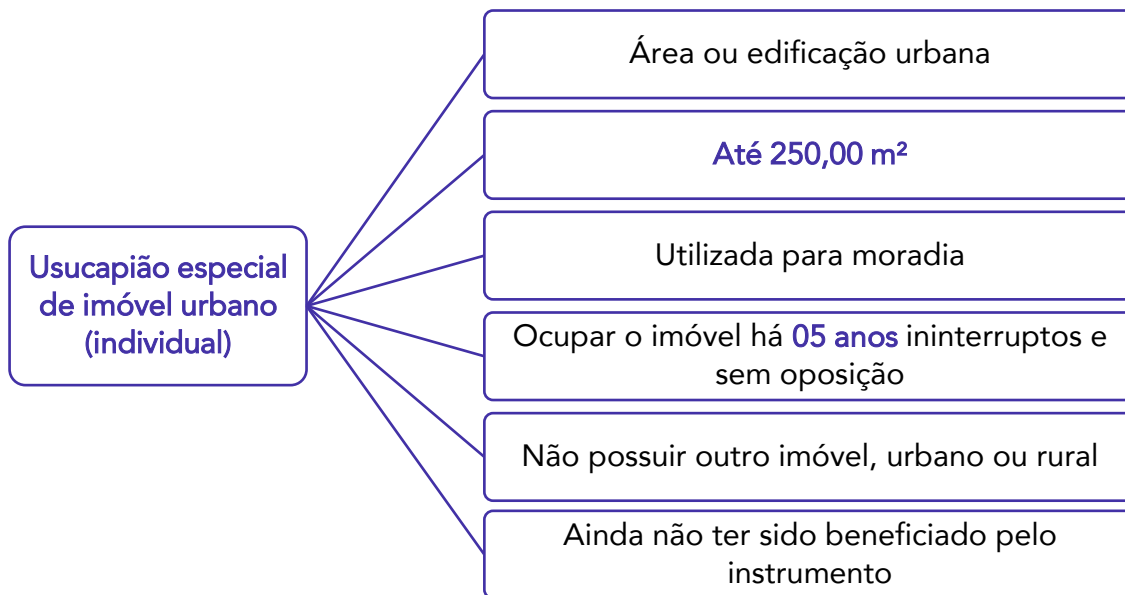 Usucapião especial
de imóvel urbano
(individual)
Área ou edificação urbana
Até 250,00 m²
Utilizada para moradia
Ocupar o imóvel há 05 anos ininterruptos e
sem oposição
Não possuir outro imóvel, urbano ou rural
Ainda não ter sido beneficiado pelo
instrumento